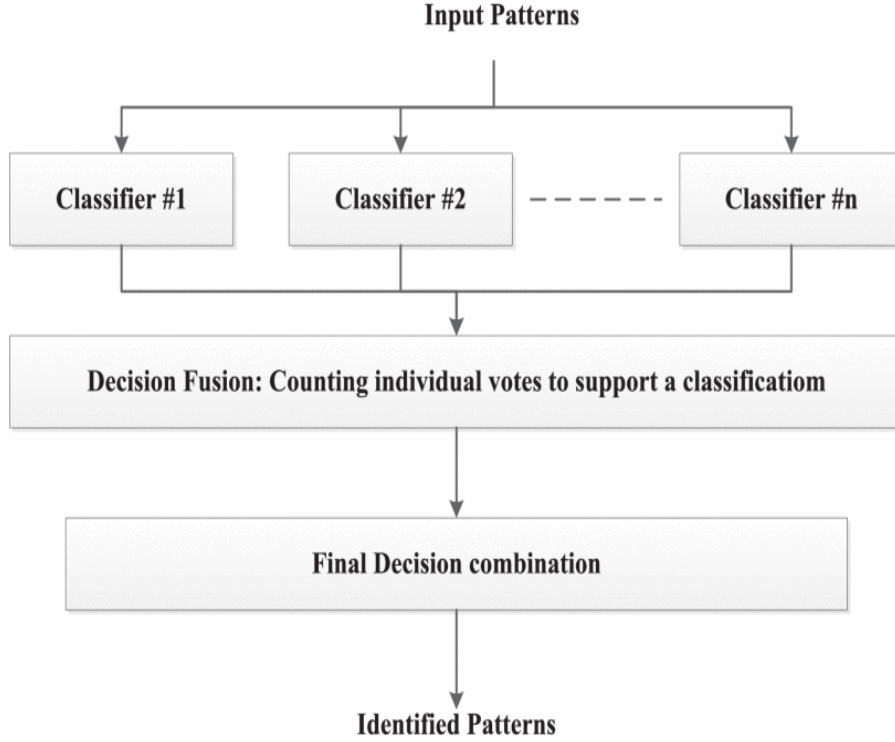 Input Patterns
Classifier #1
Classifier #2
Classifier #n
Decision Fusion: Counting individual votes to support a classificatiom
Final Decision combination
Identified Patterns